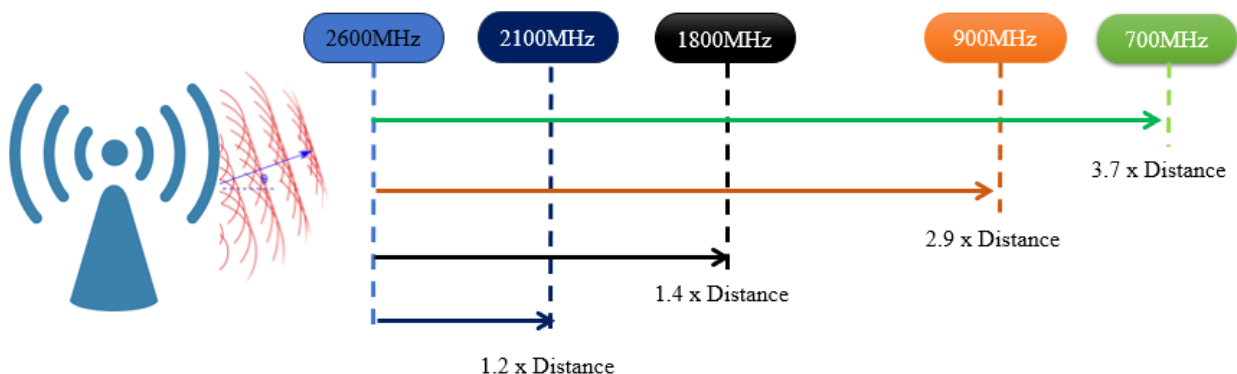 2600MHz
2100MHz
1800MHz
900MHz
700MHz
3.7 x Distance
2.9 x Distance
1.4 x Distance
1.2 x Distance